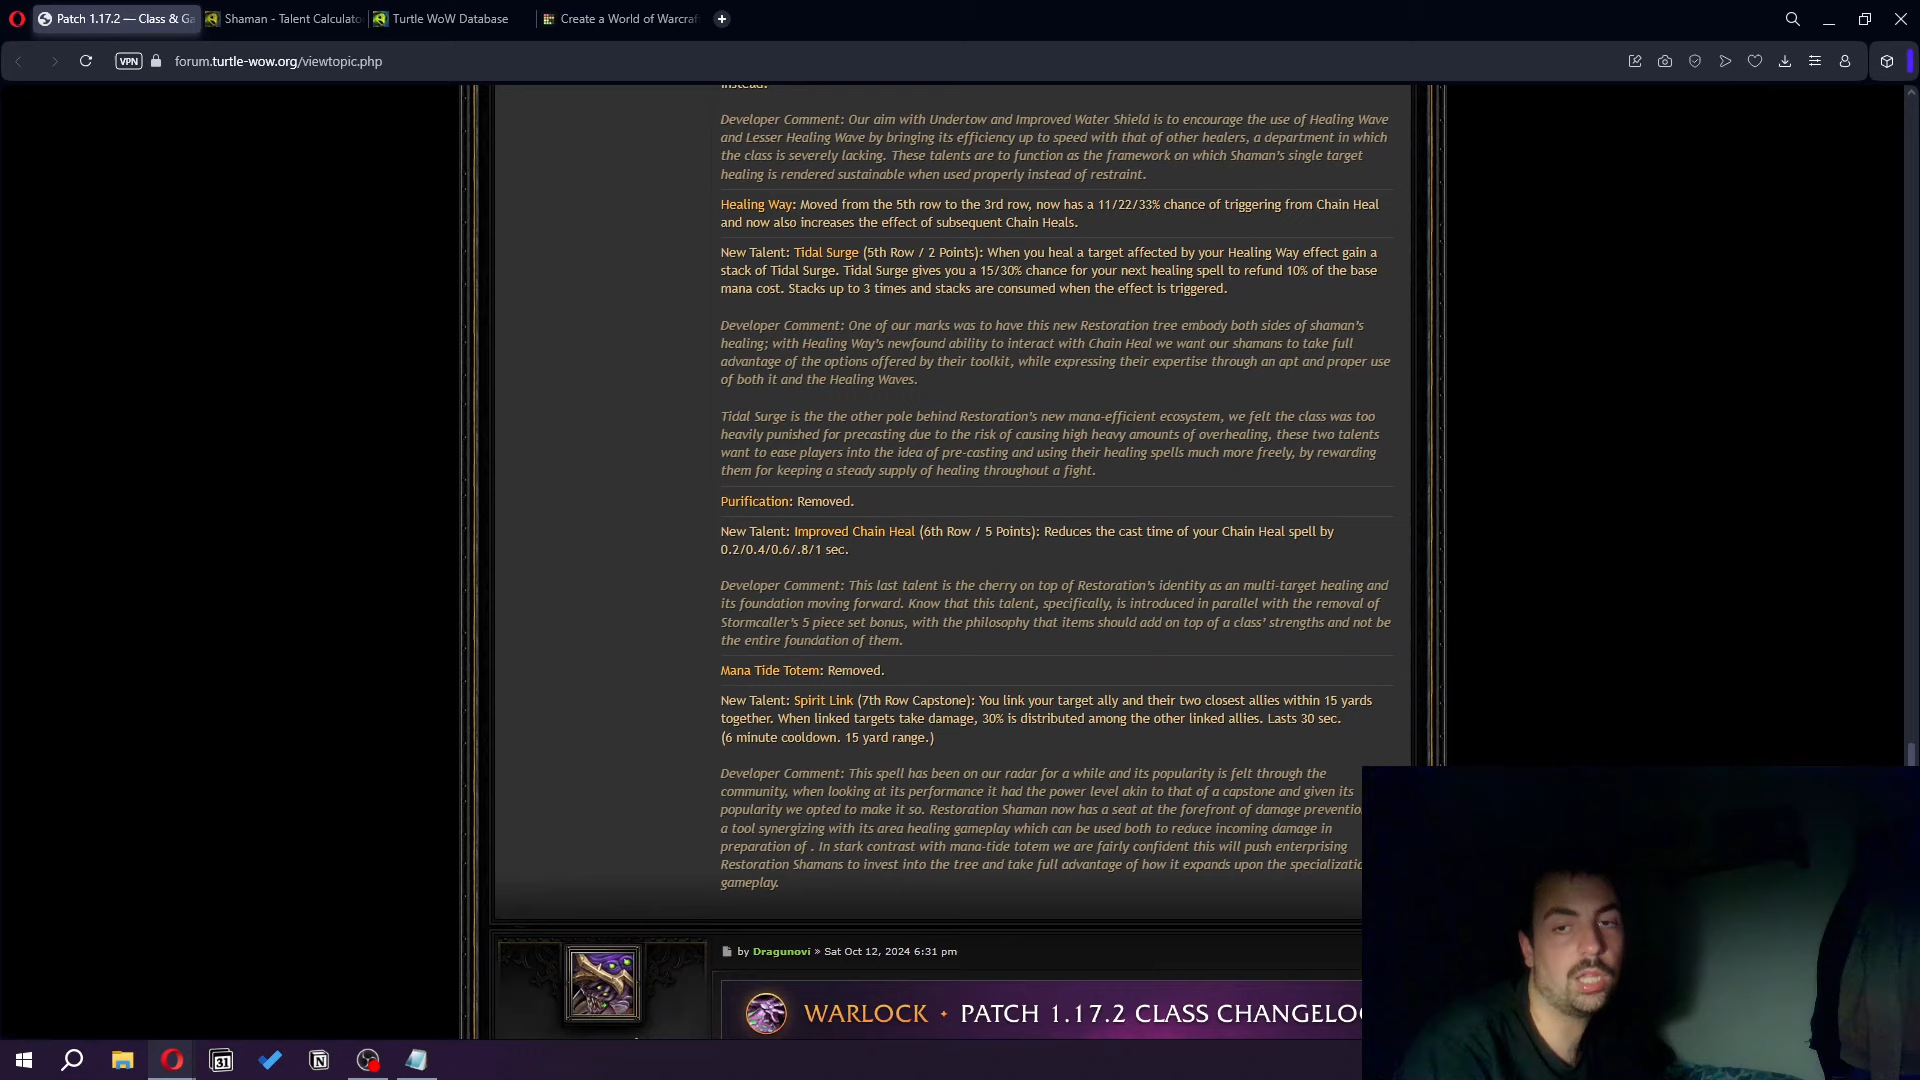 Patch 1.17.2 — Class & Ga
Shaman - Talent Calculato
Turtle WoW Database
Create a World of Warcraf
VPN
forum.turtle-wow.org/viewtopic.php
instead.
Developer Comment: Our aim with Undertow and Improved Water Shield is to encourage the use of Healing Wave
and Lesser Healing Wave by bringing its efficiency up to speed with that of other healers, a department in which
the class is severely lacking. These talents are to function as the framework on which Shaman's single target
healing is rendered sustainable when used properly instead of restraint.
Healing Way: Moved from the 5th row to the 3rd row, now has a 11/22/33% chance of triggering from Chain Heal
and now also increases the effect of subsequent Chain Heals.
New Talent: Tidal Surge (5th Row / 2 Points): When you heal a target affected by your Healing Way effect gain a
stack of Tidal Surge. Tidal Surge gives you a 15/30% chance for your next healing spell to refund 10% of the base
mana cost. Stacks up to 3 times and stacks are consumed when the effect is triggered.
Developer Comment: One of our marks was to have this new Restoration tree embody both sides of shaman's
healing; with Healing Way's newfound ability to interact with Chain Heal we want our shamans to take full
advantage of the options offered by their toolkit, while expressing their expertise through an apt and proper use
of both it and the Healing Waves.
Tidal Surge is the the other pole behind Restoration's new mana-efficient ecosystem, we felt the class was too
heavily punished for precasting due to the risk of causing high heavy amounts of overhealing, these two talents
want to ease players into the idea of pre-casting and using their healing spells much more freely, by rewarding
them for keeping a steady supply of healing throughout a fight.
Purification: Removed.
New Talent: Improved Chain Heal (6th Row / 5 Points): Reduces the cast time of your Chain Heal spell by
0.2/0.4/0.6/.8/1 sec.
Developer Comment: This last talent is the cherry on top of Restoration's identity as an multi-target healing and
its foundation moving forward. Know that this talent, specifically, is introduced in parallel with the removal of
Stormcaller's 5 piece set bonus, with the philosophy that items should add on top of a class' strengths and not be
the entire foundation of them.
Mana Tide Totem: Removed.
New Talent: Spirit Link (7th Row Capstone): You link your target ally and their two closest allies within 15 yards
together. When linked targets take damage, 30% is distributed among the other linked allies. Lasts 30 sec.
(6 minute cooldown. 15 yard range.)
Developer Comment: This spell has been on our radar for a while and its popularity is felt through the
community, when looking at its performance it had the power level akin to that of a capstone and given its
popularity we opted to make it so. Restoration Shaman now has a seat at the forefront of damage preventio
a tool synergizing with its area healing gameplay which can be used both to reduce incoming damage in
preparation of . In stark contrast with mana-tide totem we are fairly confident this will push enterprising
Restoration Shamans to invest into the tree and take full advantage of how it expands upon the specializatio
gameplay.
by Dragunovi » Sat Oct 12, 2024 6:31 pm
WARLOCK • PATCH 1.17.2 CLASS CHANGELO
31